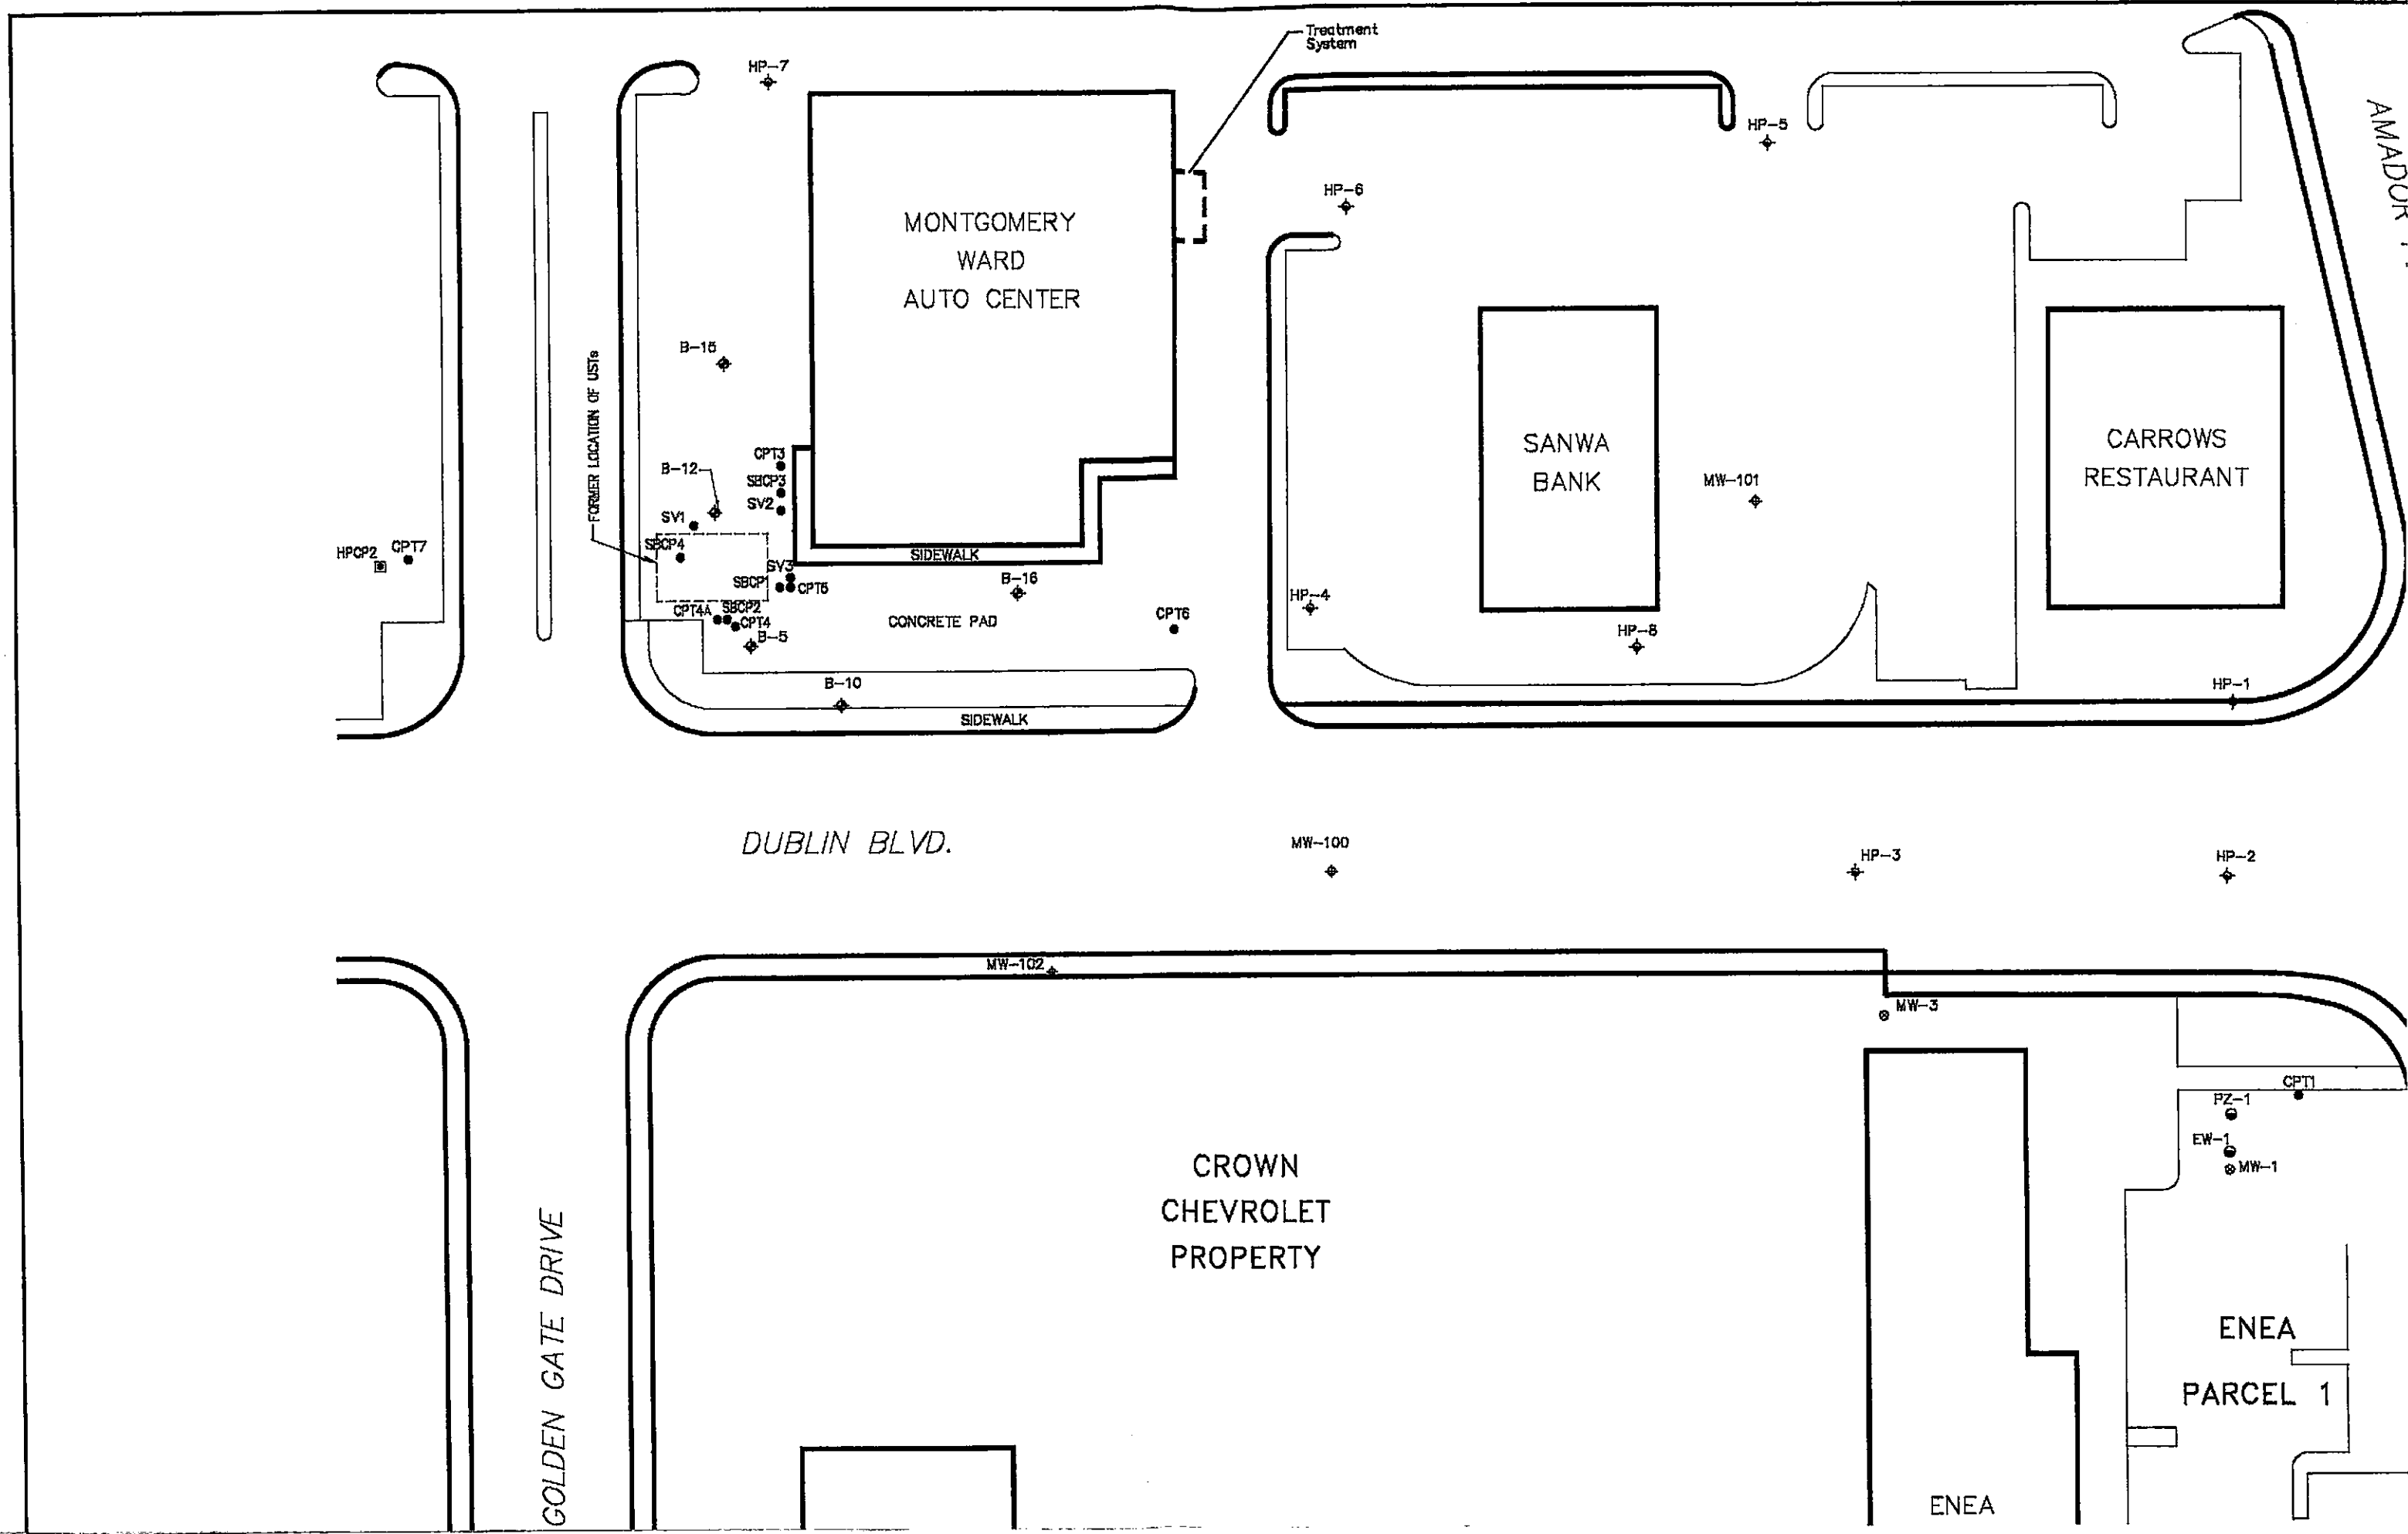 Treatment
System
HP-7
HP-5
AMADOR
HP-6
MONTGOMERY
WARD
AUTO CENTER
B-15
FORMER LOCATION OF USTs
SANWA
BANK
CARROWS
RESTAURANT
CPT3
B-12
SBCP3
SV2
MW-101
SV1
SBCP4
SIDEWALK
HPCP2
CPT7
SV3
SBCP1
CPT5
B-16
HP-4
CPT4A
SBCP2
CPT4
CONCRETE PAD
CPT6
B-5
HP-8
B-10
HP-1
SIDEWALK
DUBLIN BLVD.
MW-100
HP-3
HP-2
MW-102
MW-3
CPT1
PZ-1
EW-1
MW-1
CROWN
CHEVROLET
PROPERTY
GOLDEN GATE DRIVE
ENEA
PARCEL 1
ENEA